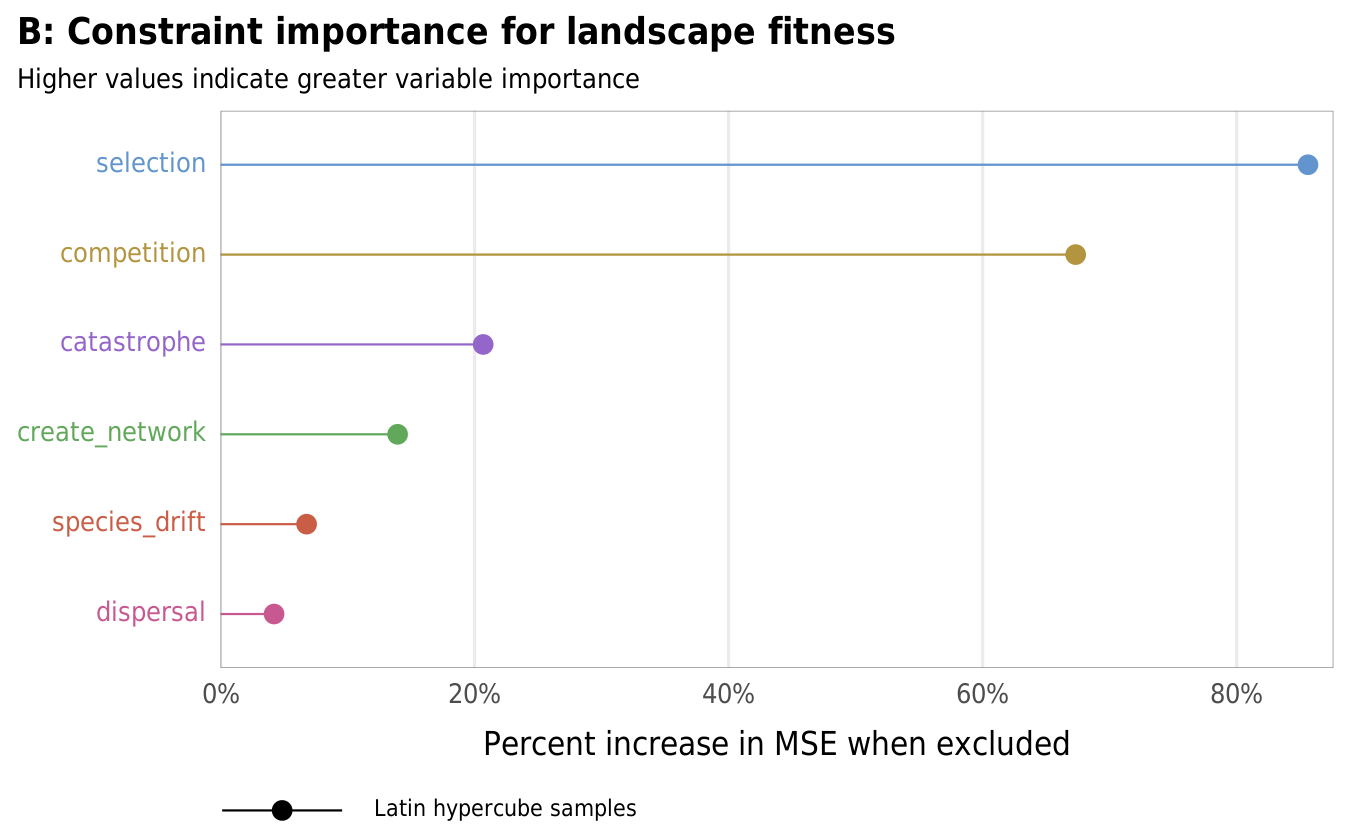 B: Constraint importance for landscape fitness
Higher values indicate greater variable importance
selection
competition
catastrophe
create_network
species_drift
dispersal
0% 20% 40% 60% 80%
Percent increase in MSE when excluded
Latin hypercube samples